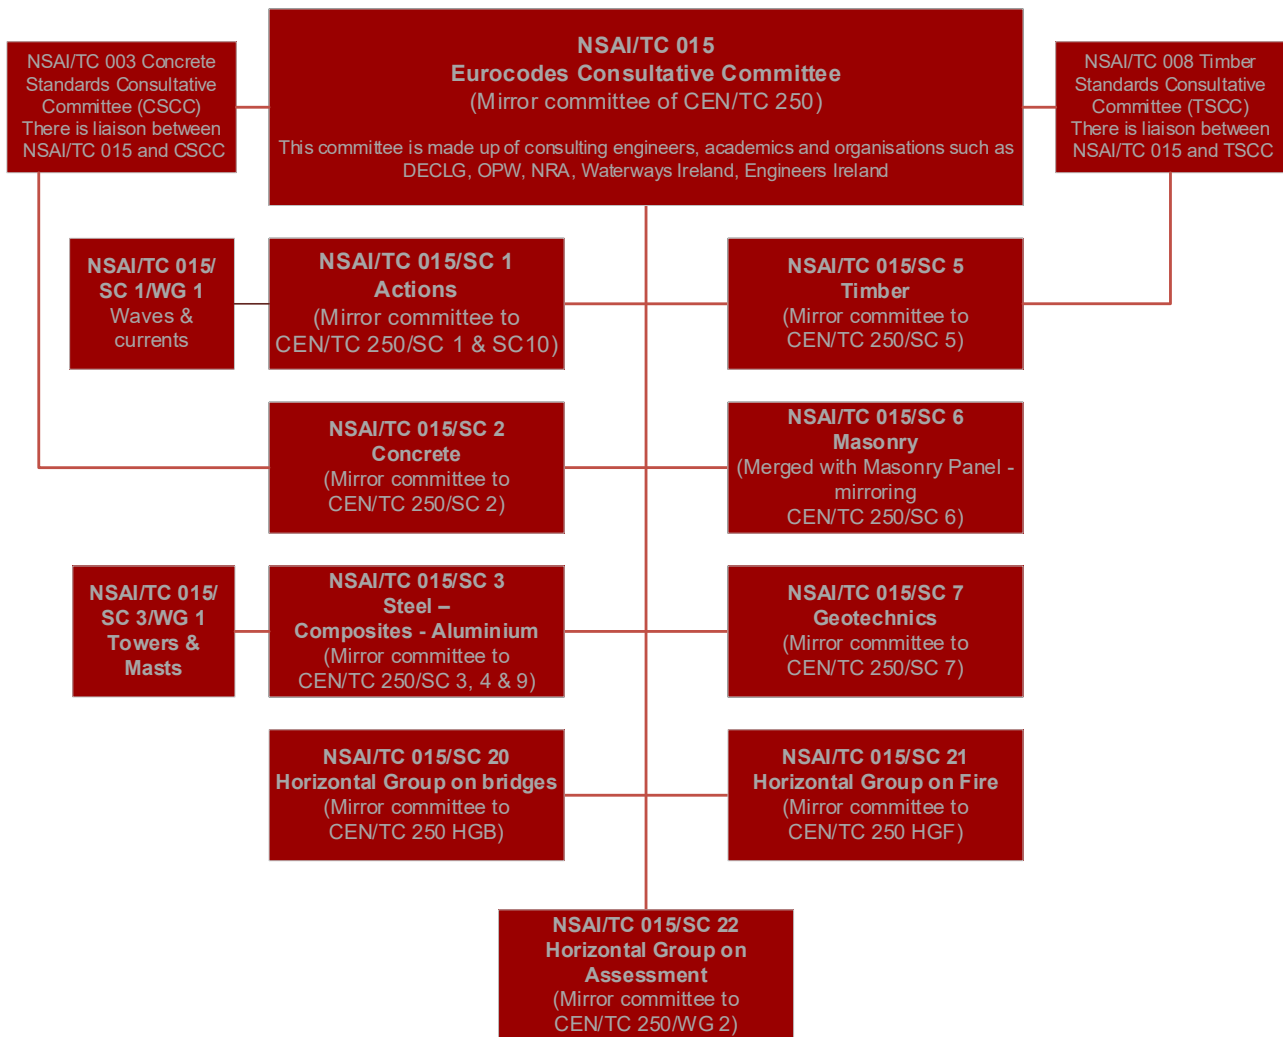 NSAI/TC 003 Concrete
Standards Consultative
Committee (CSCC)
There is liaison between
NSAI/TC 015 and CSCC
NSAI/TC 015
Eurocodes Consultative Committee
(Mirror committee of CEN/TC 250)
This committee is made up of consulting engineers, academics and organisations such as
DECLG, OPW, NRA, Waterways Ireland, Engineers Ireland
NSAI/TC 008 Timber
Standards Consultative
Committee (TSCC)
There is liaison between
NSAI/TC 015 and TSCC
NSAI/TC 015/
SC 1/WG 1
Waves &
currents
NSAI/TC 015/SC 1
Actions
(Mirror committee to
CEN/TC 250/SC 1 & SC10)
NSAI/TC 015/SC 5
Timber
(Mirror committee to
CEN/TC 250/SC 5)
NSAI/TC 015/SC 2
Concrete
(Mirror committee to
CEN/TC 250/SC 2)
NSAI/TC 015/SC 6
Masonry
(Merged with Masonry Panel -
mirroring
CEN/TC 250/SC 6)
NSAI/TC 015/
SC 3/WG 1
Towers &
Masts
NSAI/TC 015/SC 3
Steel –
Composites - Aluminium
(Mirror committee to
CEN/TC 250/SC 3, 4 & 9)
NSAI/TC 015/SC 7
Geotechnics
(Mirror committee to
CEN/TC 250/SC 7)
NSAI/TC 015/SC 20
Horizontal Group on bridges
(Mirror committee to
CEN/TC 250 HGB)
NSAI/TC 015/SC 21
Horizontal Group on Fire
(Mirror committee to
CEN/TC 250 HGF)
NSAI/TC 015/SC 22
Horizontal Group on
Assessment
(Mirror committee to
CEN/TC 250/WG 2)